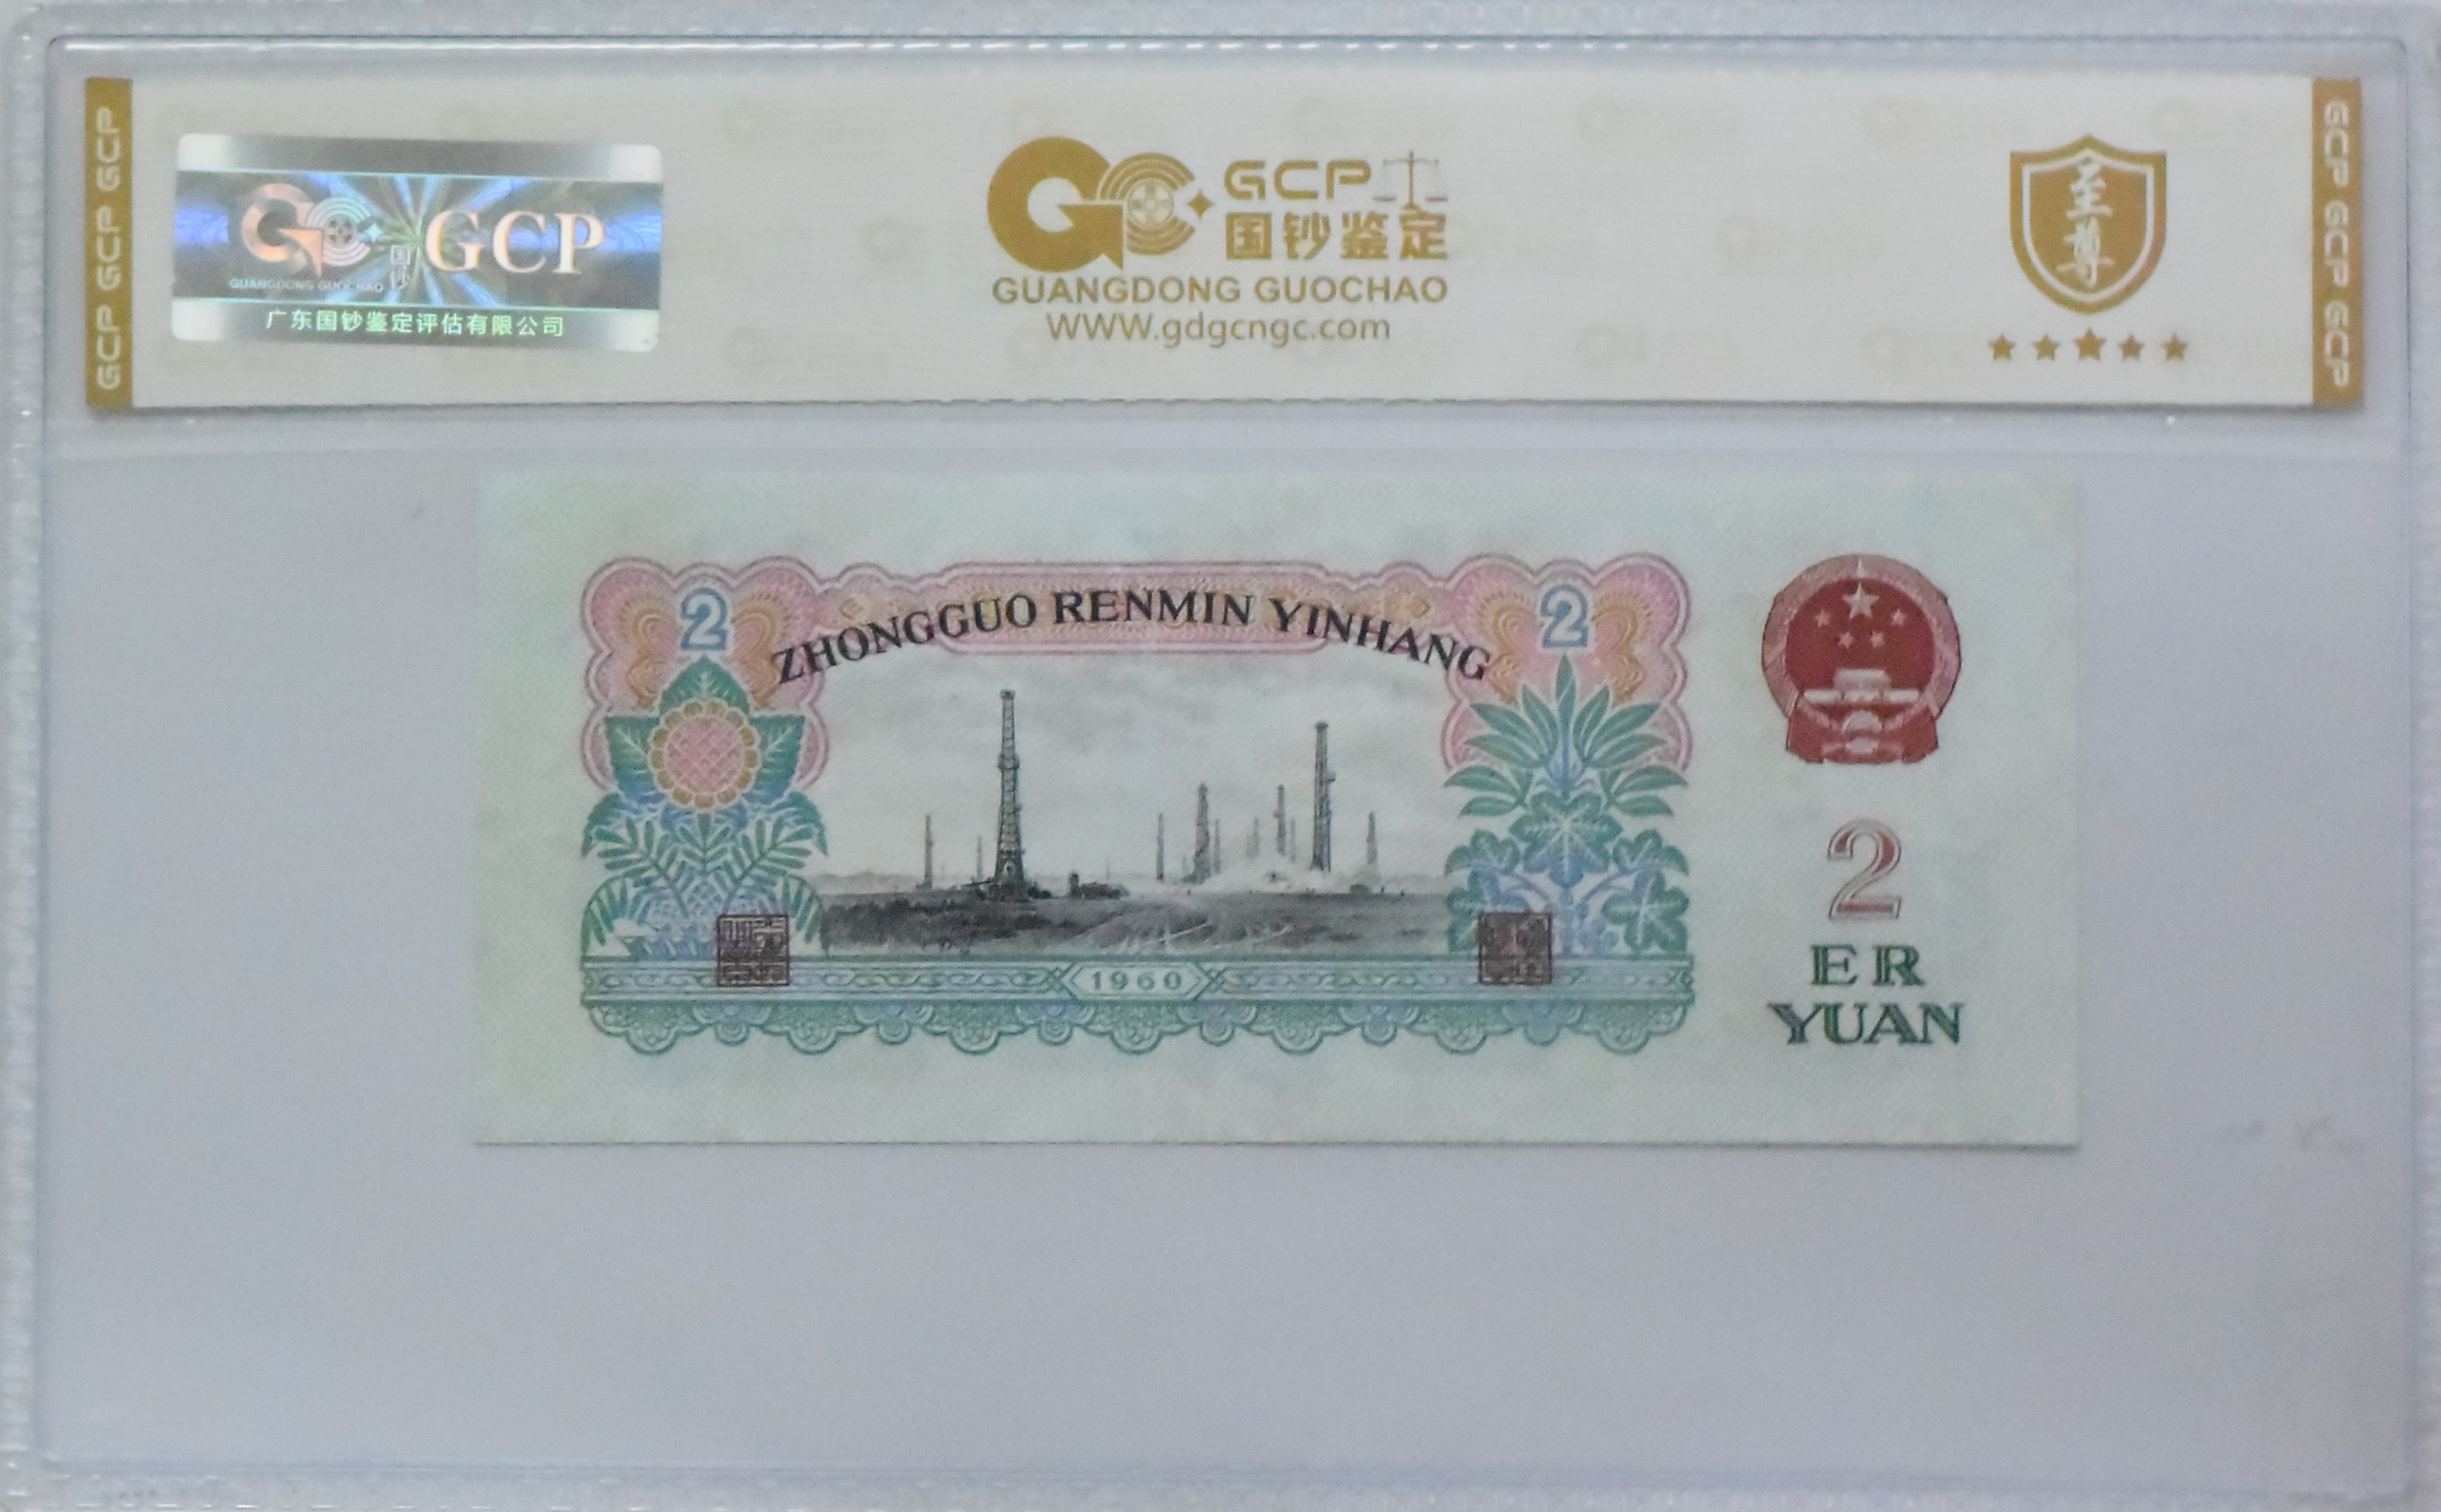 GCP GCP GCP
国钞
GCP
GUANGDONG GUOCHAO
广东国钞鉴定评估有限公司
GCP
国钞鉴定
GUANGDONG GUOCHAO
WWW.gdgcngc.com
至尊
GCP GCP GCP
2
ZHONGGUO RENMIN YINHANG
2
1960
2
ER
YUAN